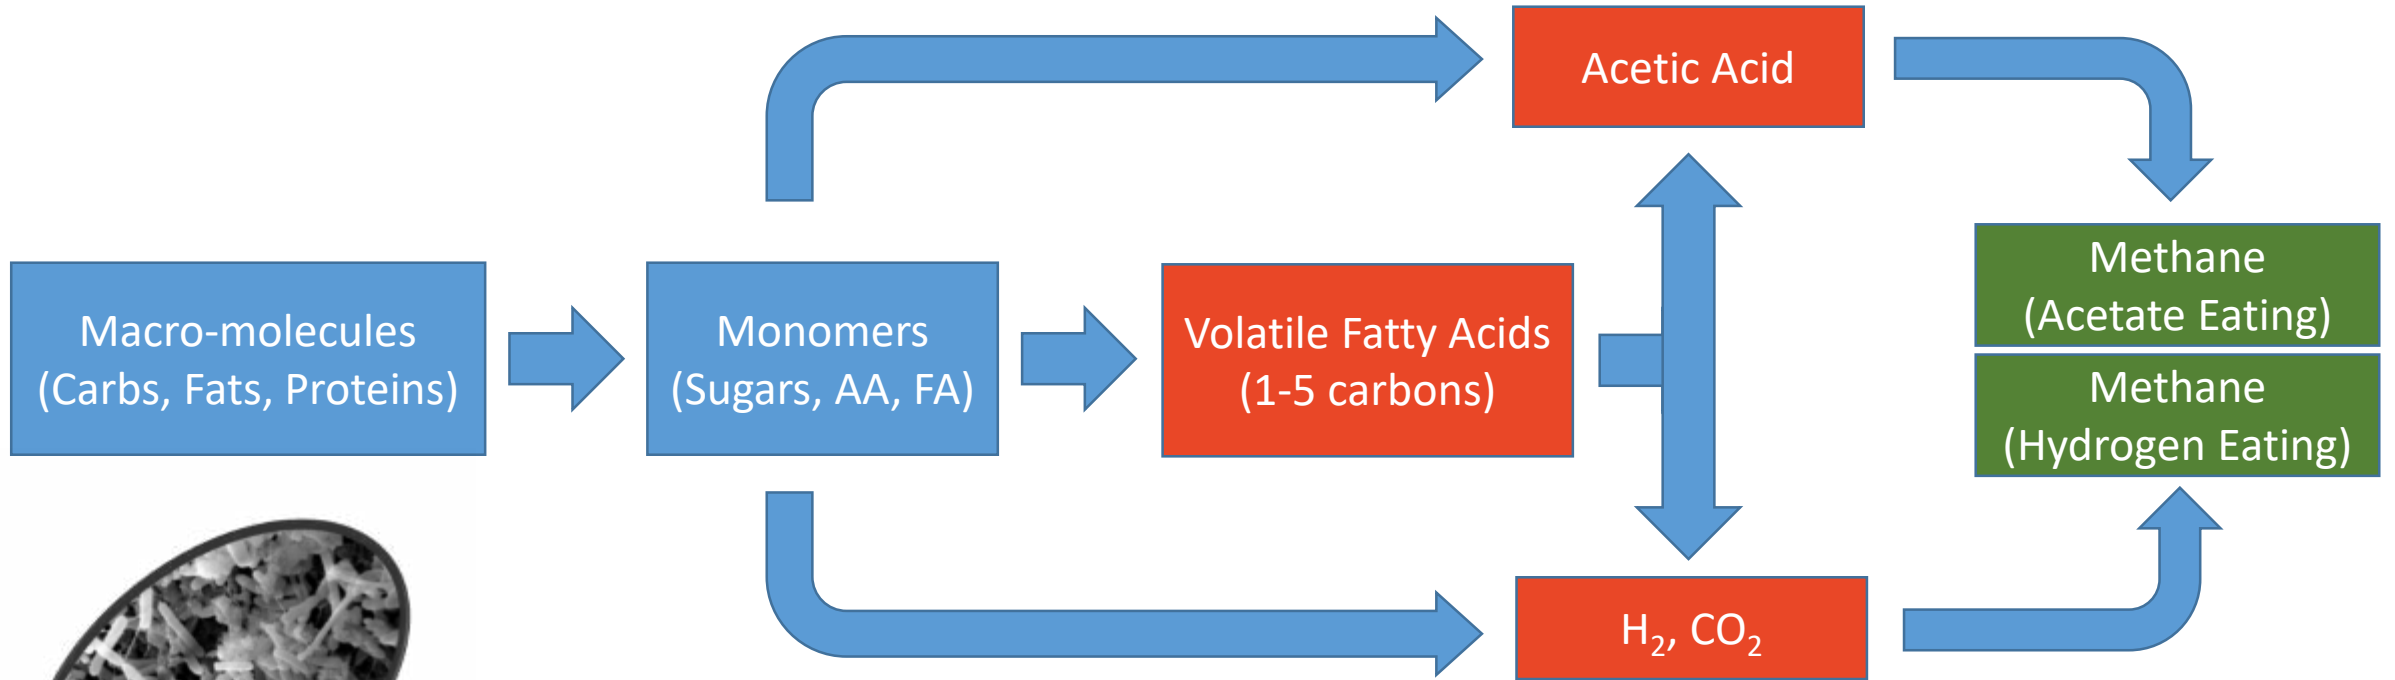 Acetic Acid
Macro-molecules
(Carbs, Fats, Proteins)
Monomers
(Sugars, AA, FA)
Volatile Fatty Acids
(1-5 carbons)
Methane
(Acetate Eating)
Methane
(Hydrogen Eating)
H₂, CO₂